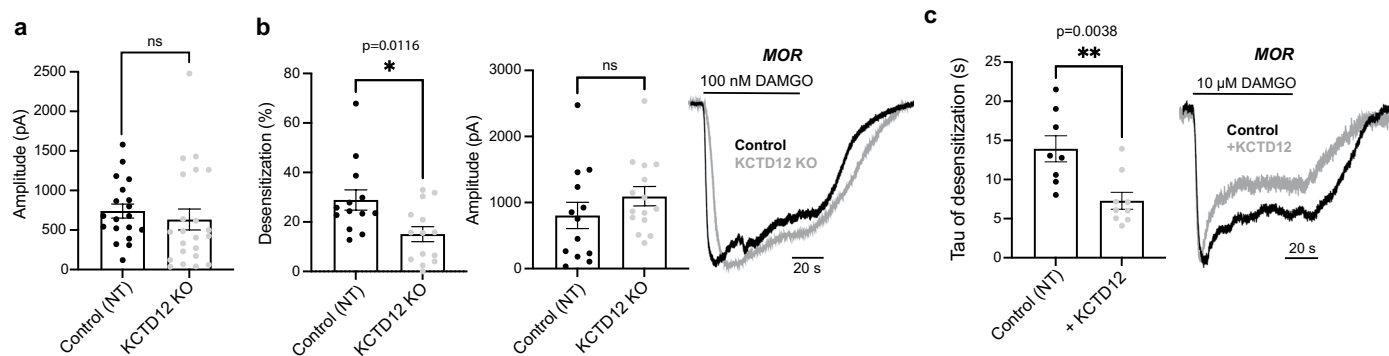 a
ns
2500
2000
1500
1000
500
0
Amplitude (pA)
Control (NT)
KCTD12 KO
b
p=0.0116
*
80
60
40
20
0
Desensitization (%)
Control (NT)
KCTD12 KO
ns
3000
2000
1000
0
Amplitude (pA)
Control (NT)
KCTD12 KO
MOR
100 nM DAMGO
Control
KCTD12 KO
20 s
c
p=0.0038
**
25
20
15
10
5
0
Tau of desensitization (s)
Control (NT)
+ KCTD12
MOR
10 µM DAMGO
Control
+KCTD12
20 s